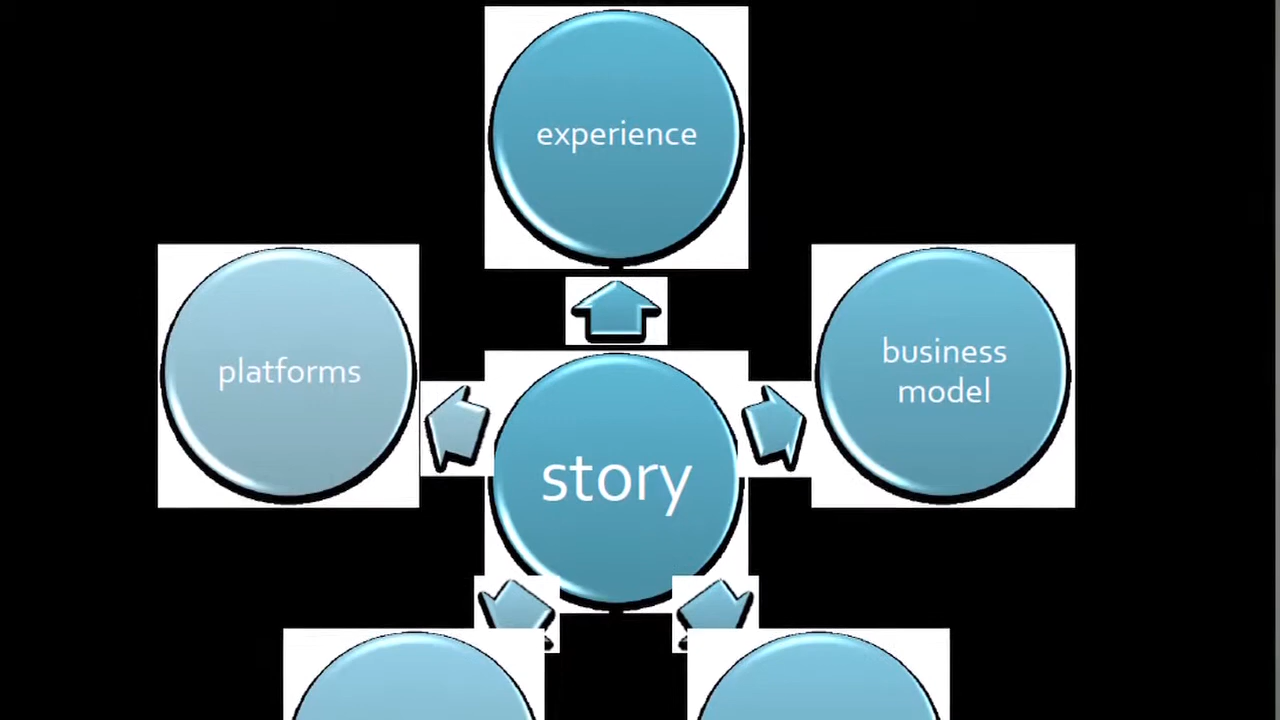 experience
platforms
business
model
story